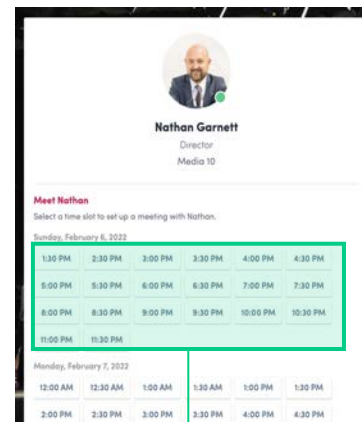 Nathan Garnett
Director
Media 10
Meet Nathan
Select a time slot to set up a meeting with Nathan.
Sunday, February 6, 2022
1:30 PM 2:30 PM 3:00 PM 3:30 PM 4:00 PM 4:30 PM
5:00 PM 5:30 PM 6:00 PM 6:30 PM 7:00 PM 7:30 PM
8:00 PM 8:30 PM 9:00 PM 9:30 PM 10:00 PM 10:30 PM
11:00 PM 11:30 PM
Monday, February 7, 2022
12:00 AM 12:30 AM 1:00 AM 1:30 AM 1:00 PM 1:30 PM
2:00 PM 2:30 PM 3:00 PM 3:30 PM 4:00 PM 4:30 PM